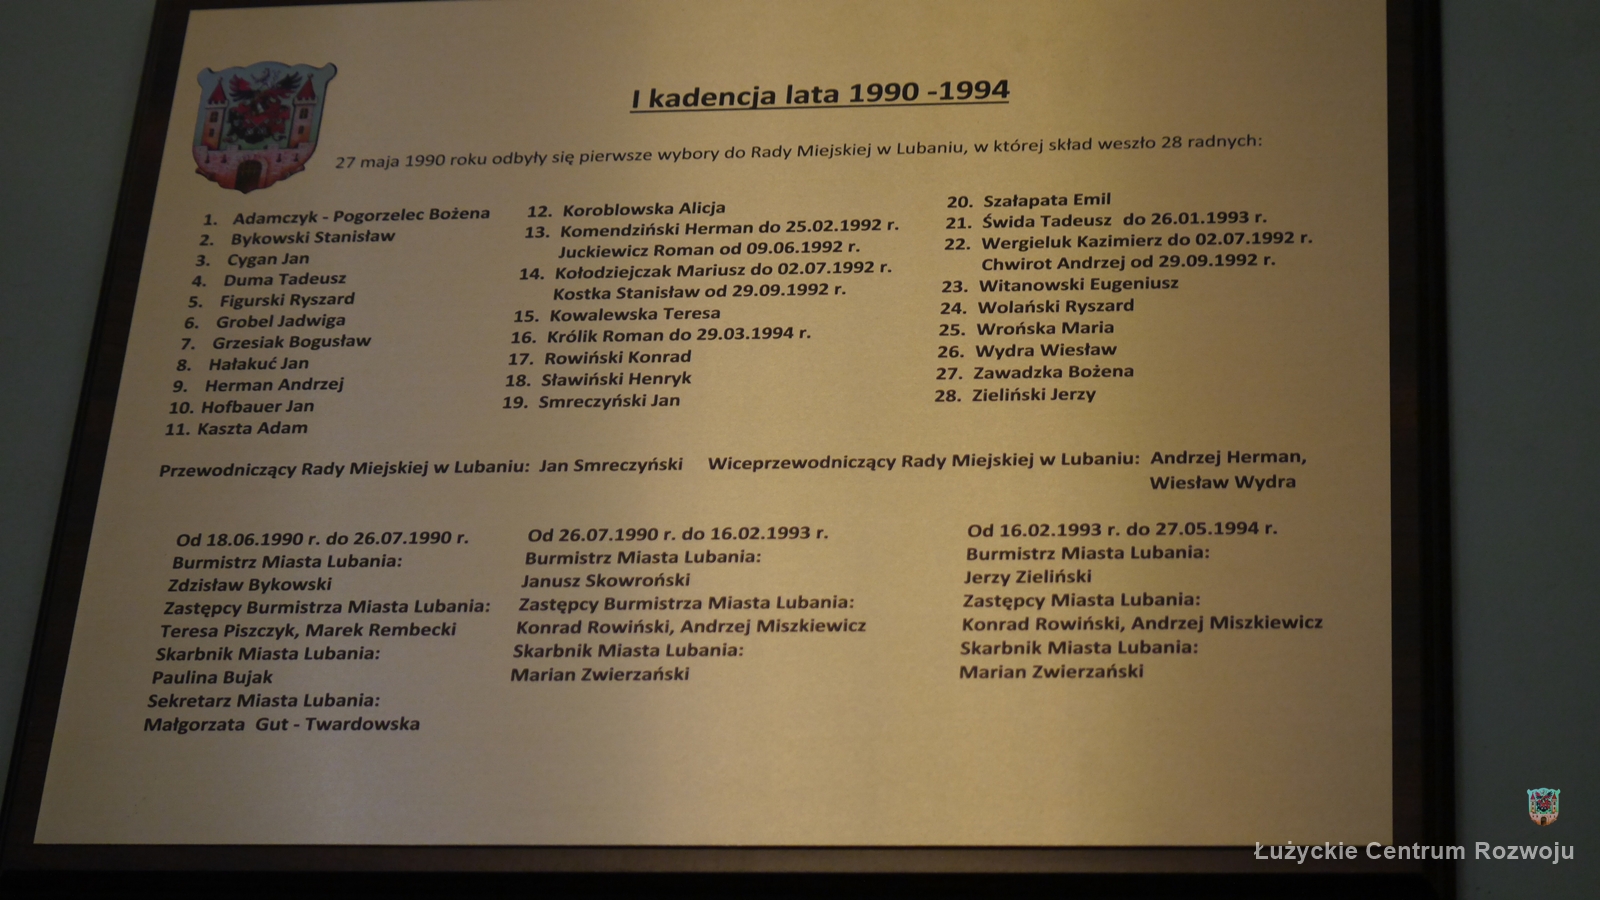 I kadencja lata 1990 -1994
27 maja 1990 roku odbyły się pierwsze wybory do Rady Miejskiej w Lubaniu, w której skład weszło 28 radnych:
1. Adamczyk - Pogorzelec Bożena
2. Bykowski Stanisław
3. Cygan Jan
4. Duma Tadeusz
5. Figurski Ryszard
6. Grobel Jadwiga
7. Grzesiak Bogusław
8. Hałakuć Jan
9. Herman Andrzej
10. Hofbauer Jan
11. Kaszta Adam
12. Koroblowska Alicja
13. Komendziński Herman do 25.02.1992 r.
Juckiewicz Roman od 09.06.1992 r.
14. Kołodziejczak Mariusz do 02.07.1992 r.
Kostka Stanisław od 29.09.1992 r.
15. Kowalewska Teresa
16. Królik Roman do 29.03.1994 r.
17. Rowiński Konrad
18. Sławiński Henryk
19. Smreczyński Jan
20. Szałapata Emil
21. Świda Tadeusz do 26.01.1993 r.
22. Wergieluk Kazimierz do 02.07.1992 r.
Chwirot Andrzej od 29.09.1992 r.
23. Witanowski Eugeniusz
24. Wolański Ryszard
25. Wrońska Maria
26. Wydra Wiesław
27. Zawadzka Bożena
28. Zieliński Jerzy
Przewodniczący Rady Miejskiej w Lubaniu: Jan Smreczyński Wiceprzewodniczący Rady Miejskiej w Lubaniu: Andrzej Herman,
Wiesław Wydra
Od 18.06.1990 r. do 26.07.1990 r.
Burmistrz Miasta Lubania:
Zdzisław Bykowski
Zastępcy Burmistrza Miasta Lubania:
Teresa Piszczyk, Marek Rembecki
Skarbnik Miasta Lubania:
Paulina Bujak
Sekretarz Miasta Lubania:
Małgorzata Gut - Twardowska
Od 26.07.1990 r. do 16.02.1993 r.
Burmistrz Miasta Lubania:
Janusz Skowroński
Zastępcy Burmistrza Miasta Lubania:
Konrad Rowiński, Andrzej Miszkiewicz
Skarbnik Miasta Lubania:
Marian Zwierzański
Od 16.02.1993 r. do 27.05.1994 r.
Burmistrz Miasta Lubania:
Jerzy Zieliński
Zastępcy Miasta Lubania:
Konrad Rowiński, Andrzej Miszkiewicz
Skarbnik Miasta Lubania:
Marian Zwierzański
Łużyckie Centrum Rozwoju